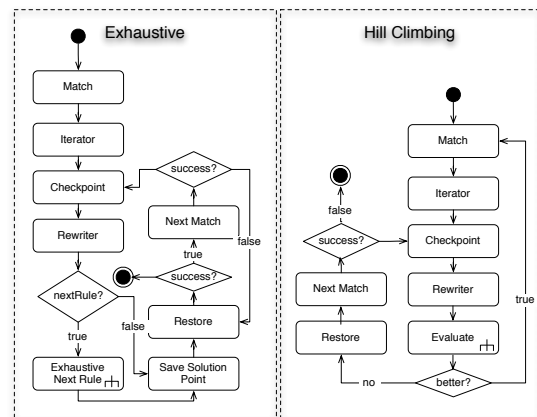 Exhaustive
Match
Iterator
Checkpoint
success?
Rewriter
Next Match
true
false
success?
nextRule?
false
Restore
true
Exhaustive
Next Rule
Save Solution
Point
Hill Climbing
Match
Iterator
false
success?
Checkpoint
Next Match
Rewriter
true
Restore
Evaluate
no
better?